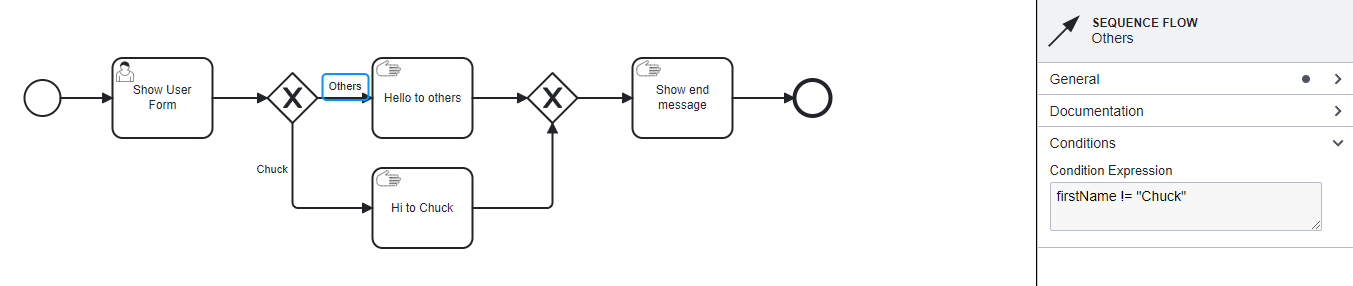 Show User
Form
Others
Hello to others
Show end
message
Chuck
Hi to Chuck
SEQUENCE FLOW
Others
General
Documentation
Conditions
Condition Expression
firstName != "Chuck"